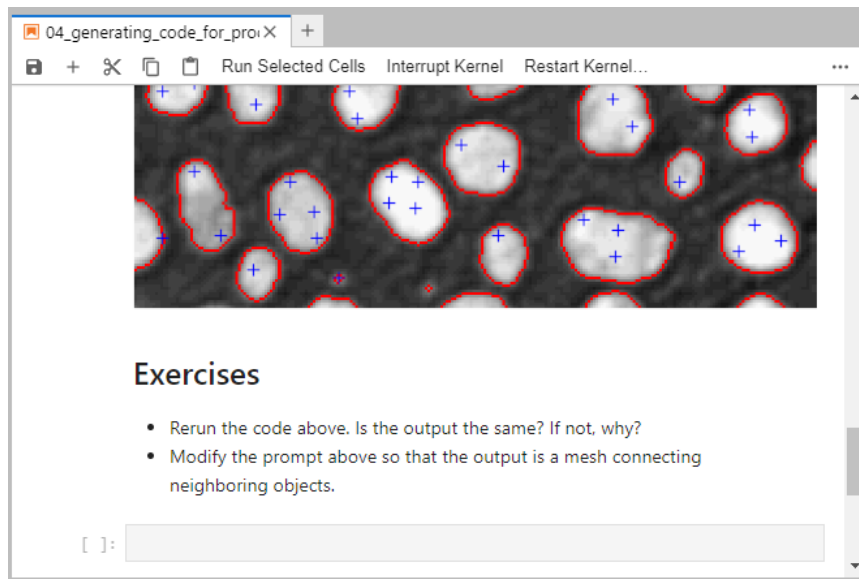 04_generating_code_for_pro
Run Selected Cells Interrupt Kernel Restart Kernel...
Exercises
Rerun the code above. Is the output the same? If not, why?
Modify the prompt above so that the output is a mesh connecting
neighboring objects.
[ ]: